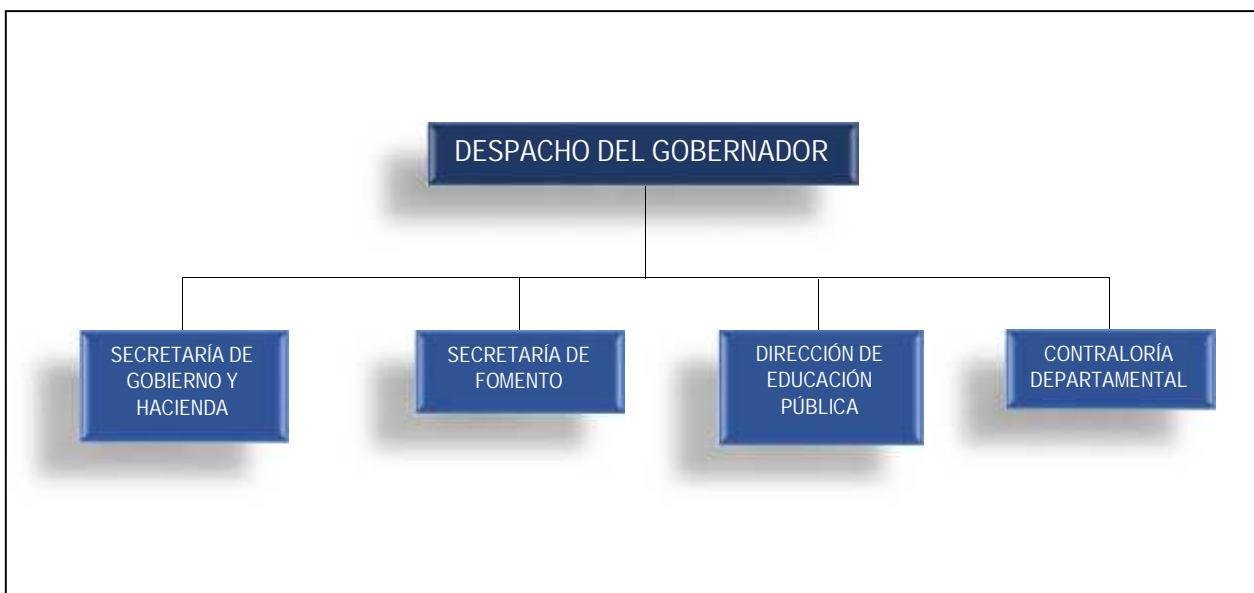 DESPACHO DEL GOBERNADOR
SECRETARÍA DE
GOBIERNO Y
HACIENDA
SECRETARÍA DE
FOMENTO
DIRECCIÓN DE
EDUCACIÓN
PÚBLICA
CONTRALORÍA
DEPARTAMENTAL